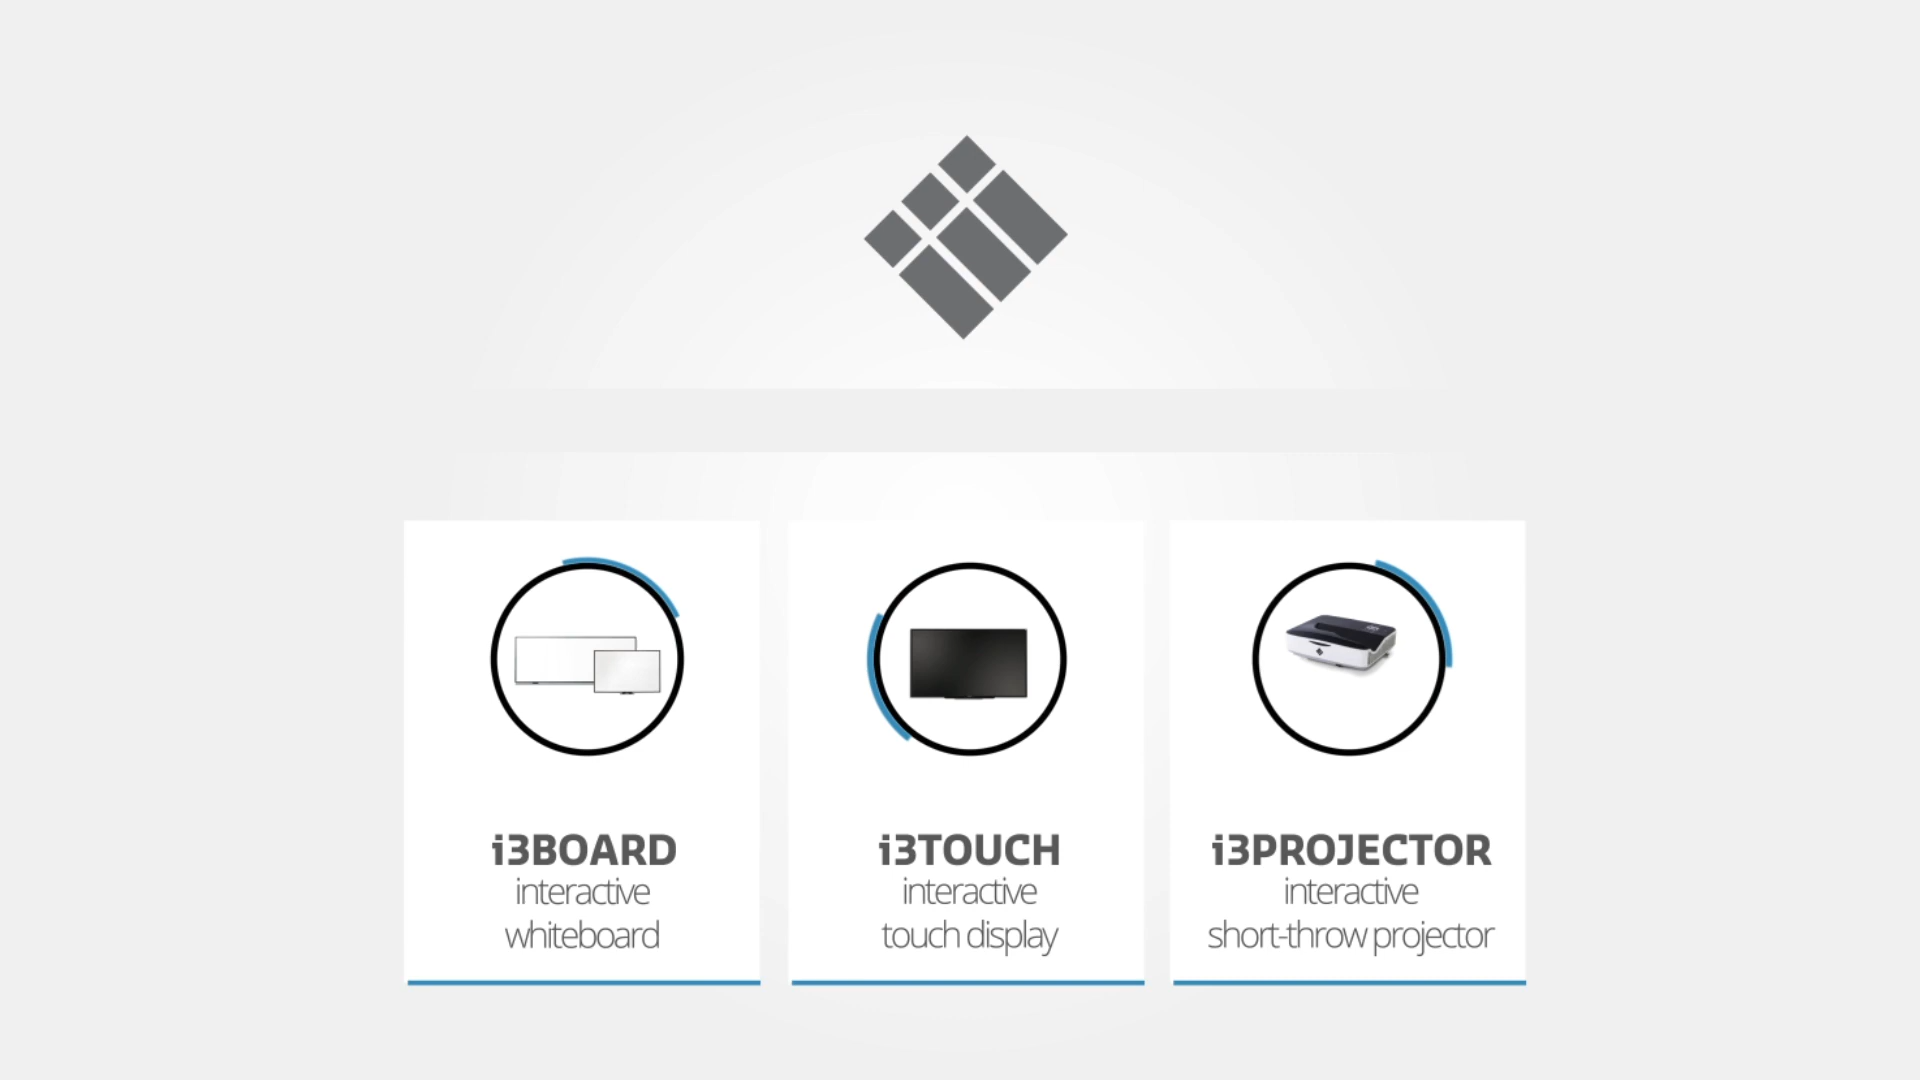 i3BOARD
interactive
whiteboard
i3TOUCH
interactive
touch display
i3PROJECTOR
interactive
short-throw projector